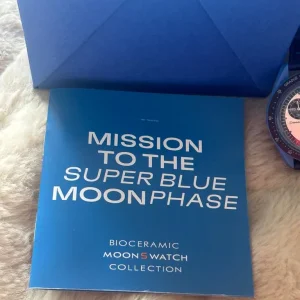 MISSION
TO THE
SUPER BLUE
MOONPHASE
BIOCERAMIC
MOONSWATCH
COLLECTION